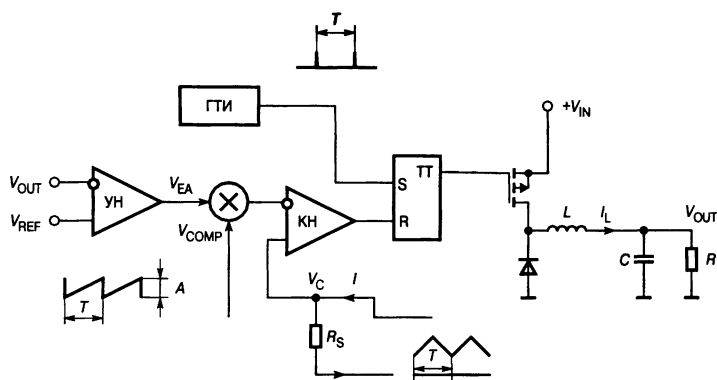 T
ГТИ
+V_IN
V_OUT
V_REF
УН
V_EA
V_COMP
КН
S
R
TT
L
I_L
V_OUT
C
R
T
A
V_C
I
R_S
T